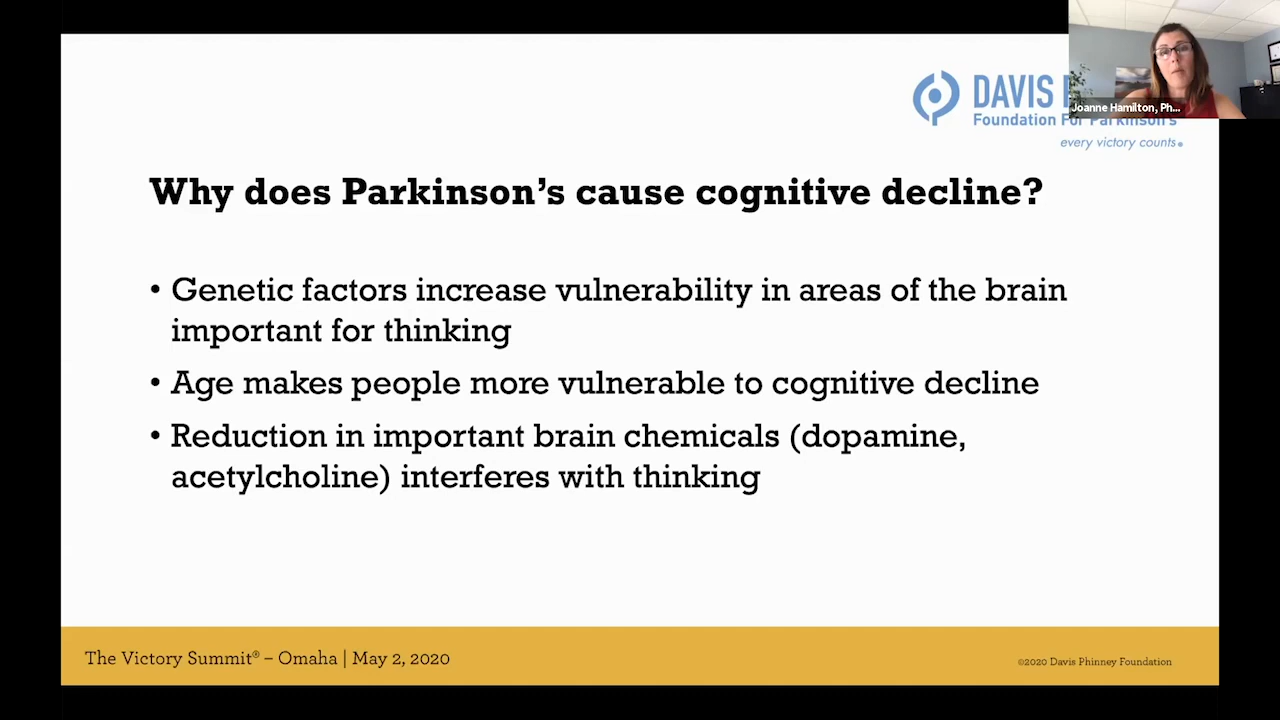 DAVIS
Foundation For Parkinson's
every victory counts.
Joanne Hamilton, Ph...
Why does Parkinson's cause cognitive decline?
• Genetic factors increase vulnerability in areas of the brain
important for thinking
• Age makes people more vulnerable to cognitive decline
• Reduction in important brain chemicals (dopamine,
acetylcholine) interferes with thinking
The Victory Summit® – Omaha | May 2, 2020
©2020 Davis Phinney Foundation